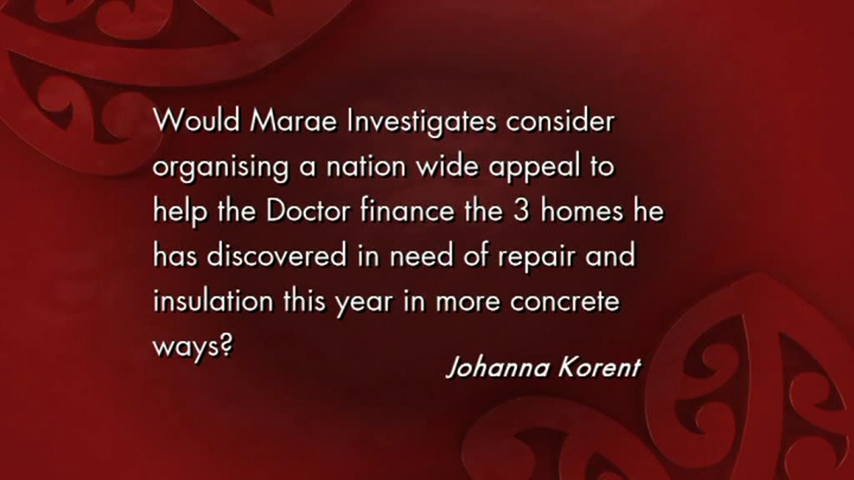 Would Marae Investigates consider
organising a nation wide appeal to
help the Doctor finance the 3 homes he
has discovered in need of repair and
insulation this year in more concrete
ways?
Johanna Korent